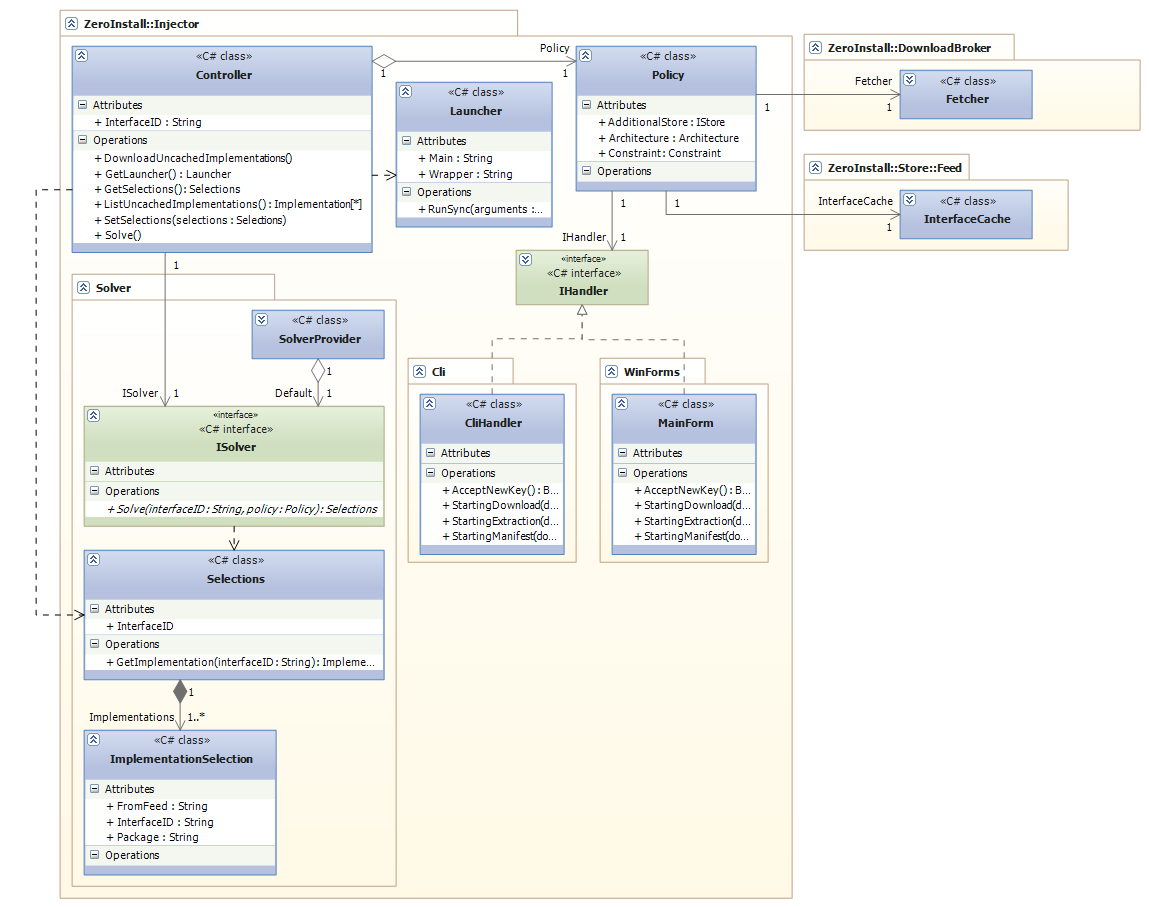 ZeroInstall::Injector
«C# class»
Controller
Attributes
+ InterfaceID : String
Operations
+ DownloadUncachedImplementations()
+ GetLauncher() : Launcher
+ GetSelections() : Selections
+ ListUncachedImplementations() : Implementation[*]
+ SetSelections(selections : Selections)
+ Solve()
1
Policy
1
«C# class»
Launcher
Attributes
+ Main : String
+ Wrapper : String
Operations
+ RunSync(arguments :...
«C# class»
Policy
Attributes
+ AdditionalStore : IStore
+ Architecture : Architecture
+ Constraint : Constraint
Operations
ZeroInstall::DownloadBroker
1
Fetcher
1
«C# class»
Fetcher
ZeroInstall::Store::Feed
1
InterfaceCache
1
«C# class»
InterfaceCache
1
IHandler
1
«interface»
«C# interface»
IHandler
1
Solver
«C# class»
SolverProvider
1
ISolver
1
Default
1
«interface»
«C# interface»
ISolver
Attributes
Operations
+ Solve(interfaceID : String, policy : Policy) : Selections
Cli
«C# class»
CliHandler
Attributes
Operations
+ AcceptNewKey() : B...
+ StartingDownload(d...
+ StartingExtraction(d...
+ StartingManifest(do...
WinForms
«C# class»
MainForm
Attributes
Operations
+ AcceptNewKey() : B...
+ StartingDownload(d...
+ StartingExtraction(d...
+ StartingManifest(do...
«C# class»
Selections
Attributes
+ InterfaceID
Operations
+ GetImplementation(interfaceID : String) : Impleme...
1
Implementations
1..*
«C# class»
ImplementationSelection
Attributes
+ FromFeed : String
+ InterfaceID : String
+ Package : String
Operations